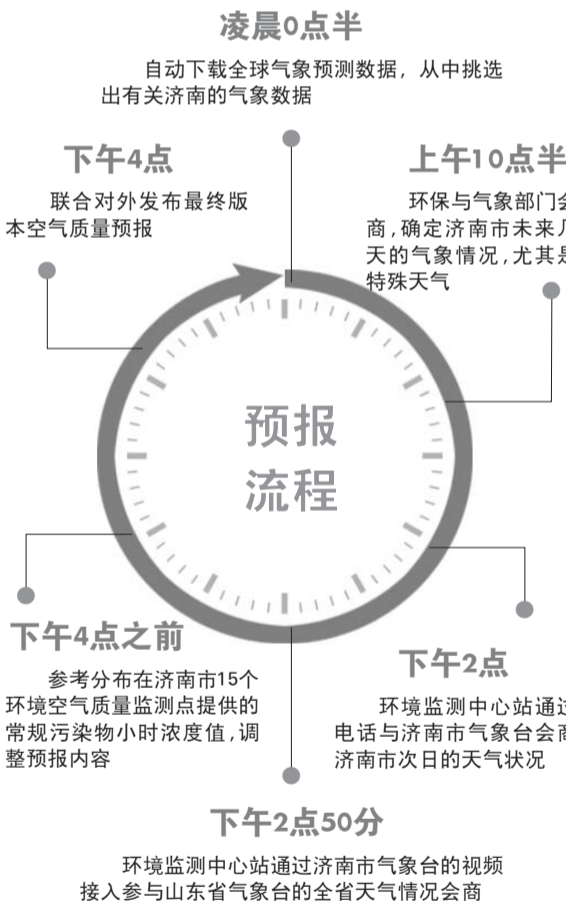 凌晨0点半
自动下载全球气象预测数据，从中挑选
出有关济南的气象数据
上午10点半
环保与气象部门会
商,确定济南市未来几
天的气象情况,尤其是
特殊天气
下午2点
环境监测中心站通过
电话与济南市气象台会商
济南市次日的天气状况
下午2点50分
环境监测中心站通过济南市气象台的视频
接入参与山东省气象台的全省天气情况会商
下午4点之前
参考分布在济南市15个
环境空气质量监测点提供的
常规污染物小时浓度值,调
整预报内容
下午4点
联合对外发布最终版
本空气质量预报
预报
流程